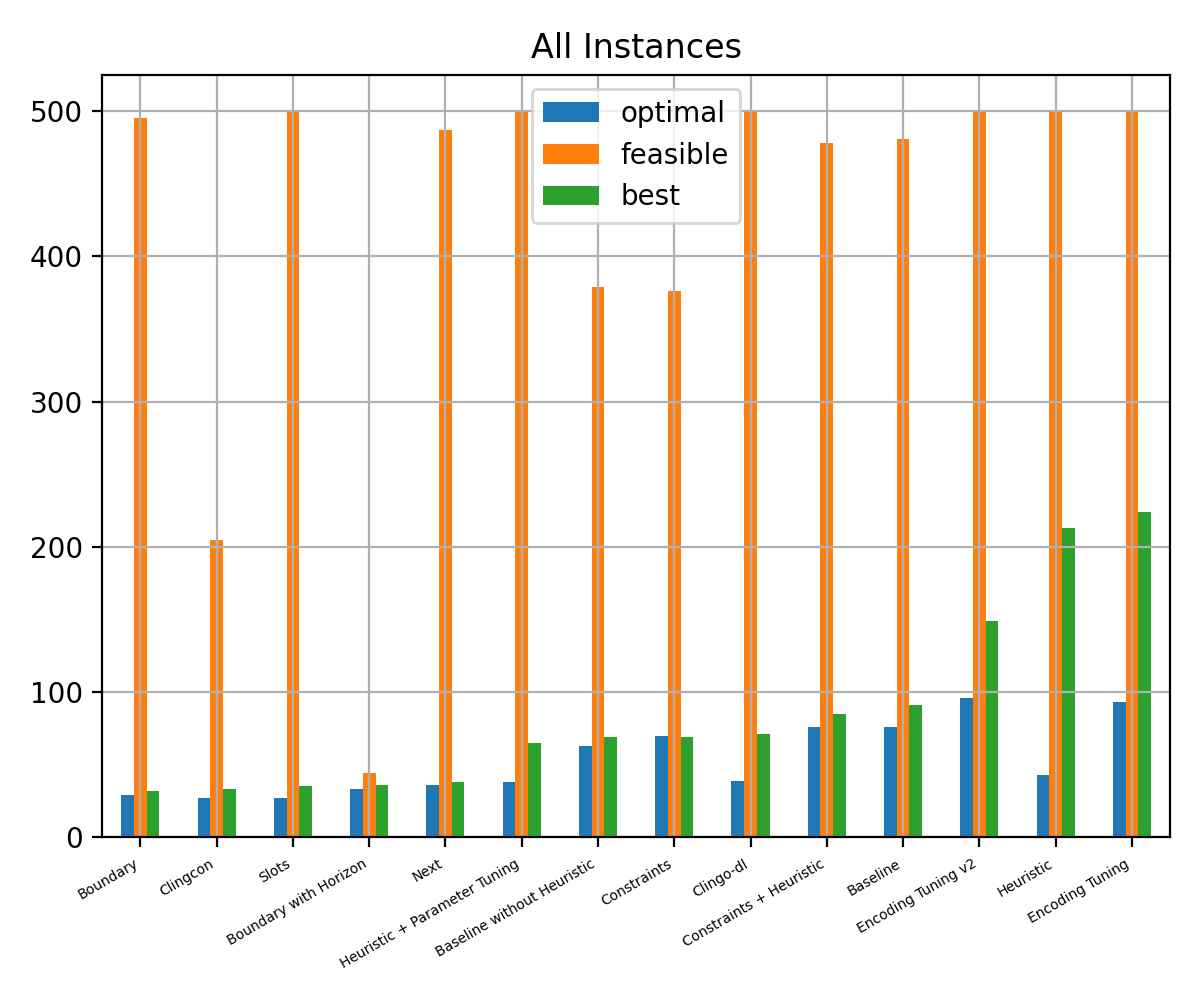 All Instances
optimal
feasible
best
500
400
300
200
100
0
Boundary
Clingcon
Slots
Boundary with Horizon
Next
Heuristic + Parameter Tuning
Baseline without Heuristic
Constraints
Clingo-dl
Constraints + Heuristic
Baseline
Encoding Tuning v2
Heuristic
Encoding Tuning